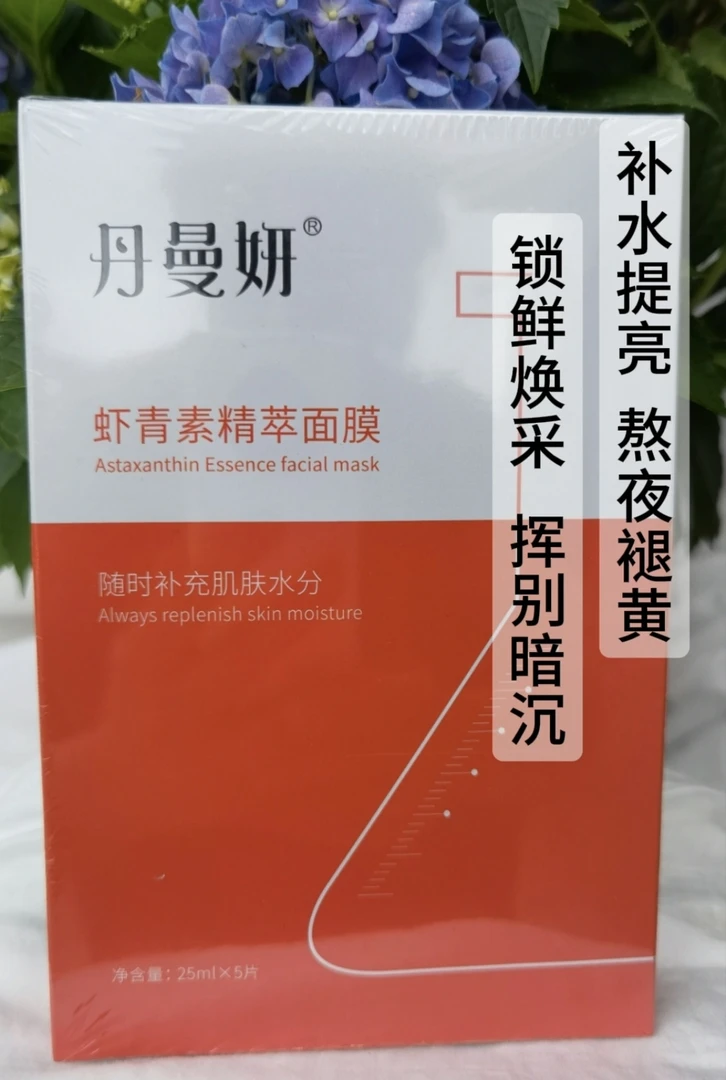 丹曼妍®
虾青素精萃面膜
Astaxanthin Essence facial mask
随时补充肌肤水分
Always replenish skin moisture
净含量：25ml×5片
补水提亮 熬夜褪黄
锁鲜焕采 挥别暗沉